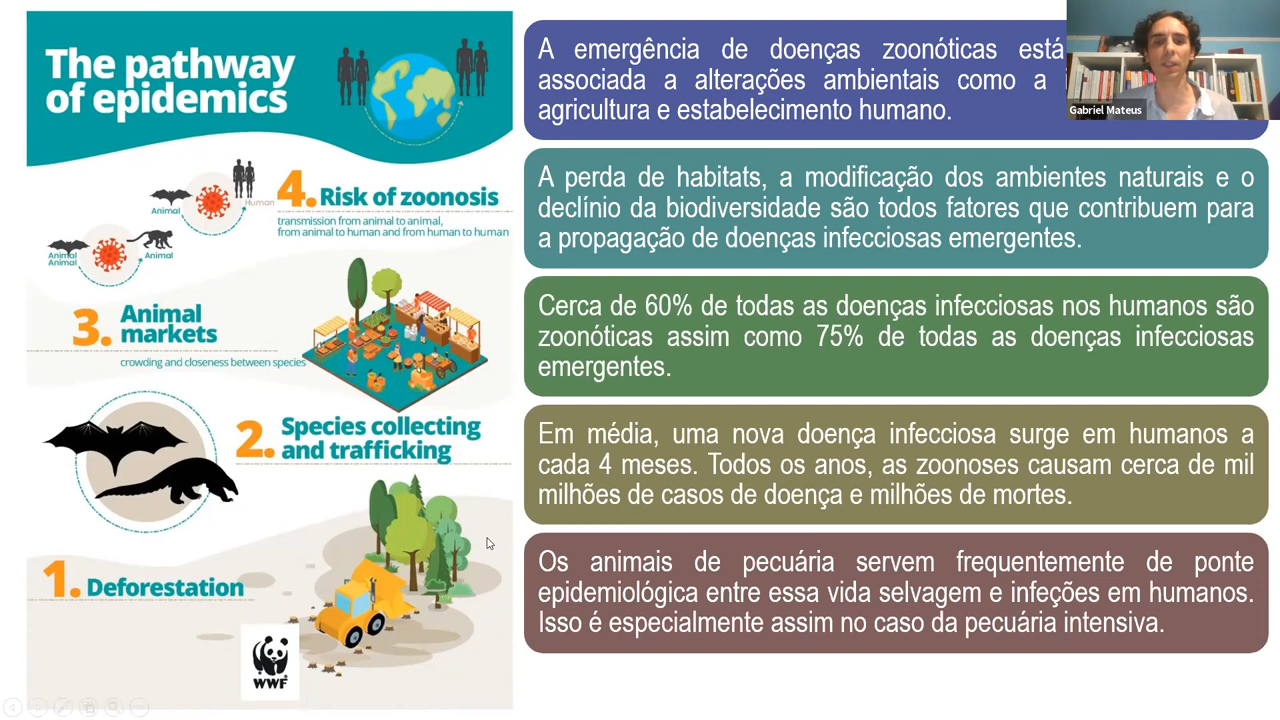 The pathway
of epidemics
4. Risk of zoonosis
transmission from animal to animal,
from animal to human and from human to human
Animal
Human
Animal
Animal
Animal
3. Animal
markets
crowding and closeness between species
2. Species collecting
and trafficking
1. Deforestation
WWF
A emergência de doenças zoonóticas está
associada a alterações ambientais como a
agricultura e estabelecimento humano.
A perda de habitats, a modificação dos ambientes naturais e o
declínio da biodiversidade são todos fatores que contribuem para
a propagação de doenças infecciosas emergentes.
Cerca de 60% de todas as doenças infecciosas nos humanos são
zoonóticas assim como 75% de todas as doenças infecciosas
emergentes.
Em média, uma nova doença infecciosa surge em humanos a
cada 4 meses. Todos os anos, as zoonoses causam cerca de mil
milhões de casos de doença e milhões de mortes.
Os animais de pecuária servem frequentemente de ponte
epidemiológica entre essa vida selvagem e infeções em humanos.
Isso é especialmente assim no caso da pecuária intensiva.
Gabriel Mateus